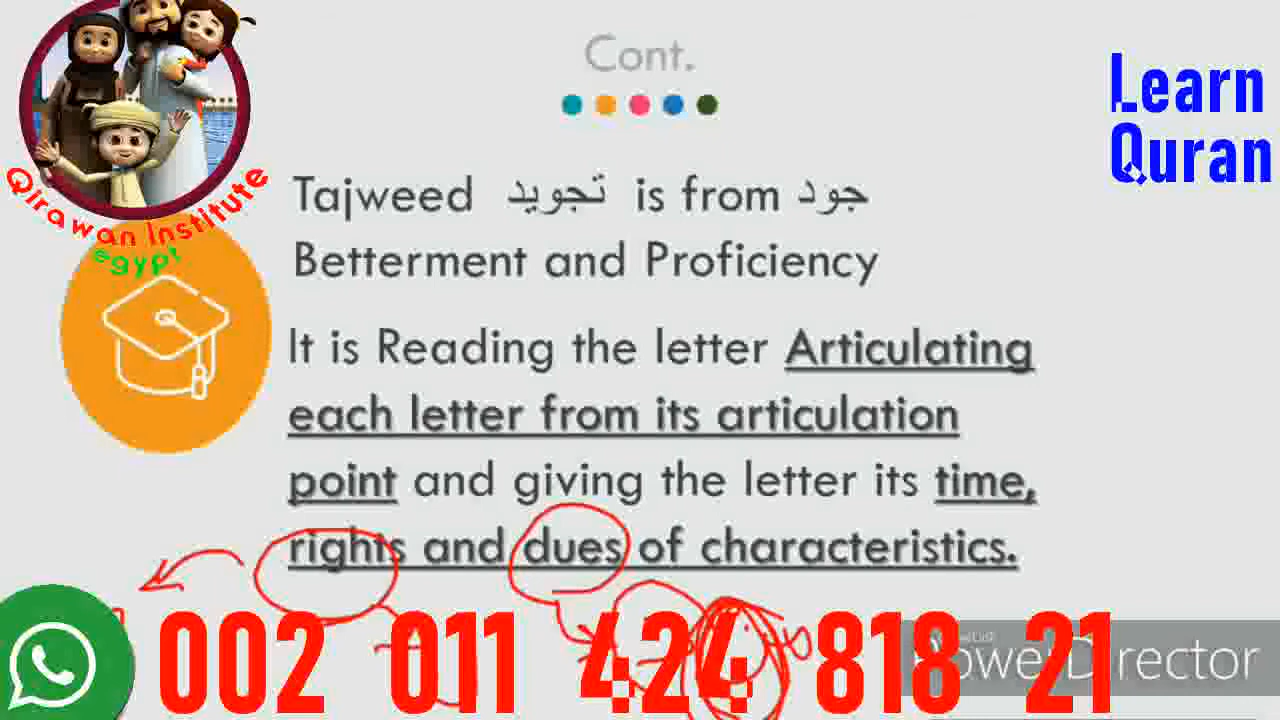 Cont.
Learn
Quran
Qirawan Institute
egypt
Tajweed تجويد is from جود
Betterment and Proficiency
It is Reading the letter Articulating
each letter from its articulation
point and giving the letter its time,
rights and dues of characteristics.
002 011 424 818 21
PowerDirector